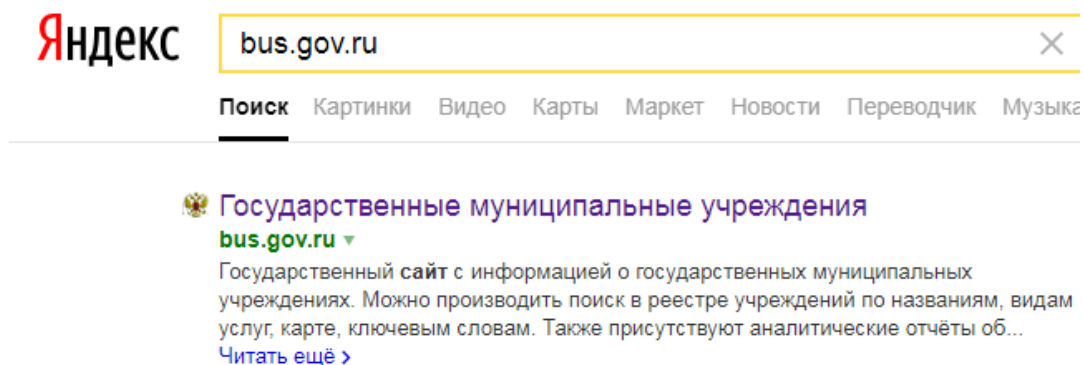 Яндекс
bus.gov.ru
Поиск Картинки Видео Карты Маркет Новости Переводчик Музыка
Государственные муниципальные учреждения
bus.gov.ru
Государственный сайт с информацией о государственных муниципальных
учреждениях. Можно производить поиск в реестре учреждений по названиям, видам
услуг, карте, ключевым словам. Также присутствуют аналитические отчёты об...
Читать ещё >